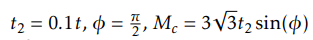 t₂ = 0.1t, ϕ = π/2, M_c = 3√3t₂ sin(ϕ)